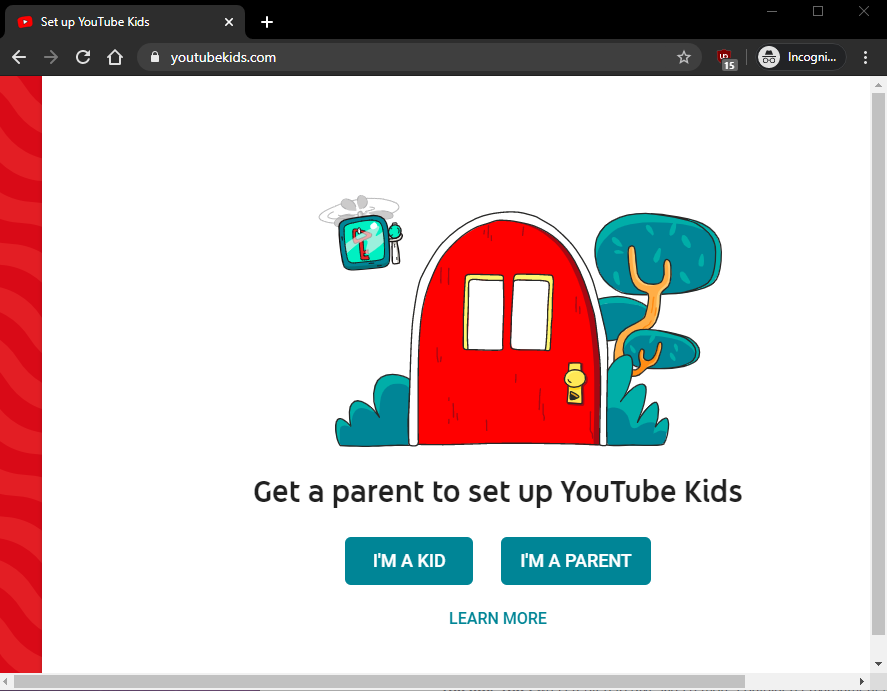 Set up YouTube Kids
youtubekids.com
15
Incogni...
Get a parent to set up YouTube Kids
I'M A KID
I'M A PARENT
LEARN MORE